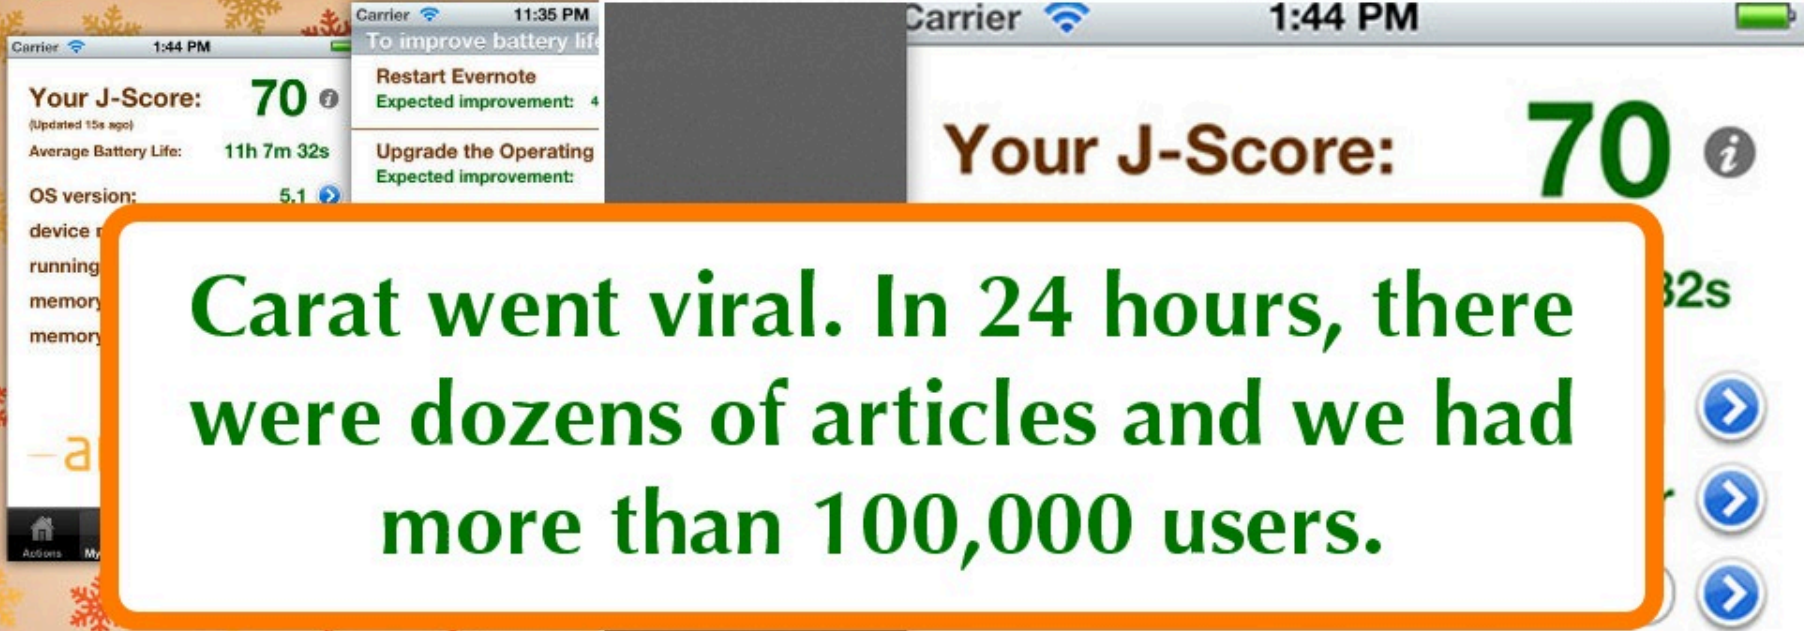 Carrier
1:44 PM
Your J-Score: 70
(Updated 15s ago)
Average Battery Life: 11h 7m 32s
OS version: 5.1
device
running
memory
memory
Actions My
Carrier
11:35 PM
To improve battery life
Restart Evernote
Expected improvement: 4
Upgrade the Operating
Expected improvement:
Carrier
1:44 PM
Your J-Score: 70
32s
Carat went viral. In 24 hours, there
were dozens of articles and we had
more than 100,000 users.